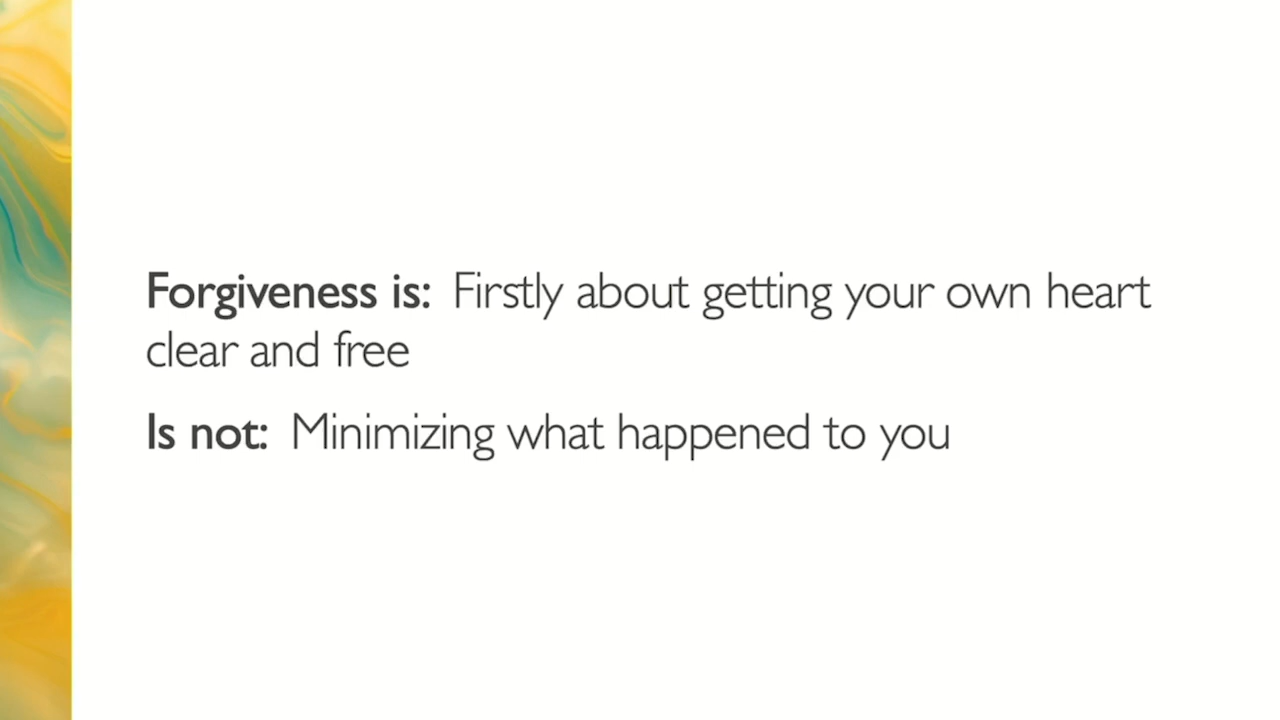 Forgiveness is: Firstly about getting your own heart
clear and free
Is not: Minimizing what happened to you